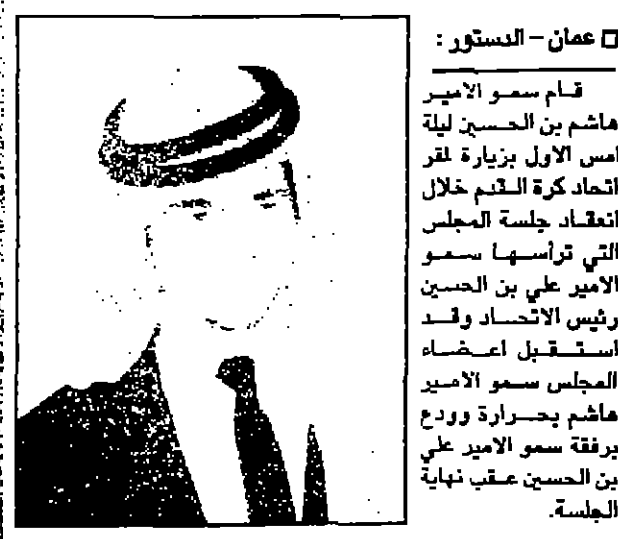 □ عمان – الدستور :
قام سمو الامير
هاشم بن الحسين ليلة
امس الاول بزيارة لمقر
اتحاد كرة القدم خلال
انعقاد جلسة المجلس
التي ترأسها سمو
الامير علي بن الحسين
رئيس الاتحاد وقد
استقبل اعضاء
المجلس سمو الامير
هاشم بحرارة وودع
برفقة سمو الامير علي
بن الحسين عقب نهاية
الجلسة.